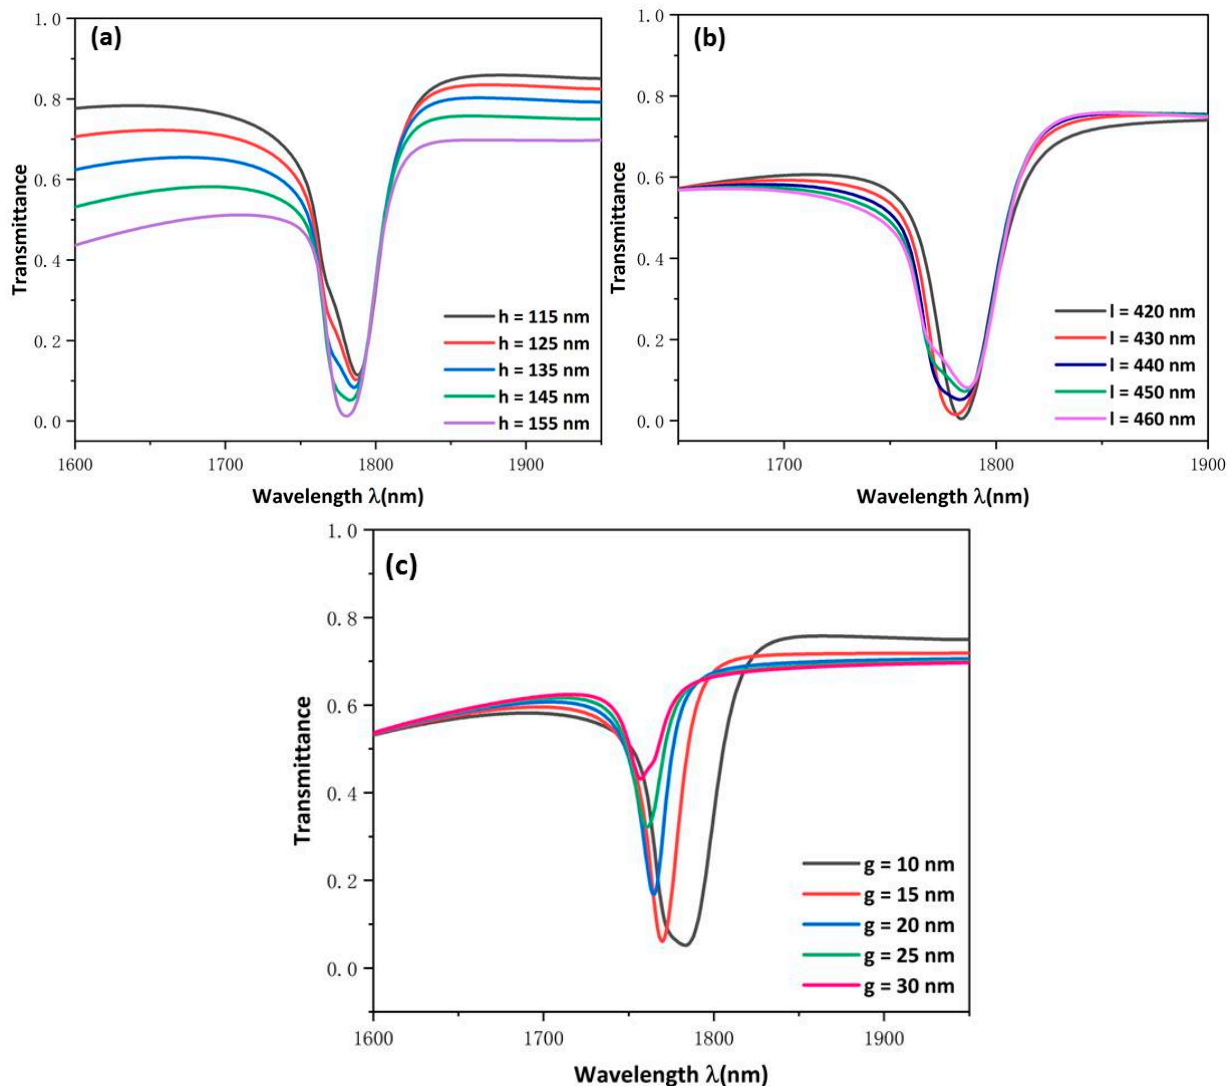 (a)
1.0
0.8
0.6
0.4
0.2
0.0
Transmittance
h = 115 nm
h = 125 nm
h = 135 nm
h = 145 nm
h = 155 nm
1600
1700
1800
1900
Wavelength λ(nm)
(b)
1.0
0.8
0.6
0.4
0.2
0.0
Transmittance
l = 420 nm
l = 430 nm
l = 440 nm
l = 450 nm
l = 460 nm
1700
1800
1900
Wavelength λ(nm)
(c)
1.0
0.8
0.6
0.4
0.2
0.0
Transmittance
g = 10 nm
g = 15 nm
g = 20 nm
g = 25 nm
g = 30 nm
1600
1700
1800
1900
Wavelength λ(nm)